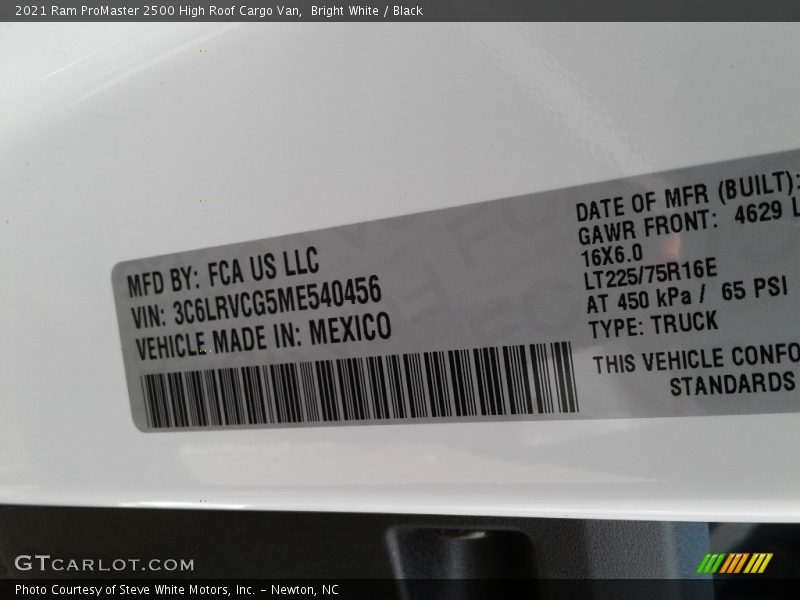 2021 Ram ProMaster 2500 High Roof Cargo Van,  Bright White / Black
MFD BY: FCA US LLC
VIN: 3C6LRVCG5ME540456
VEHICLE MADE IN: MEXICO
DATE OF MFR (BUILT):
GAWR FRONT: 4629 L
16X6.0
LT225/75R16E
AT 450 kPa / 65 PSI
TYPE: TRUCK
THIS VEHICLE CONFO
STANDARDS
GTCARLOT.COM
Photo Courtesy of Steve White Motors, Inc. – Newton, NC